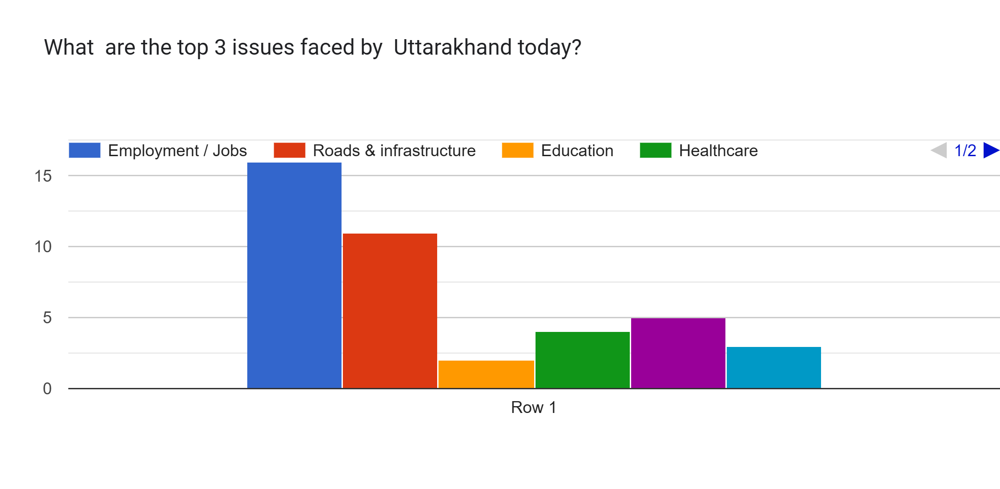 What  are the top 3 issues faced by  Uttarakhand today?
Employment / Jobs Roads & infrastructure Education Healthcare 1/2
15
10
5
0
Row 1